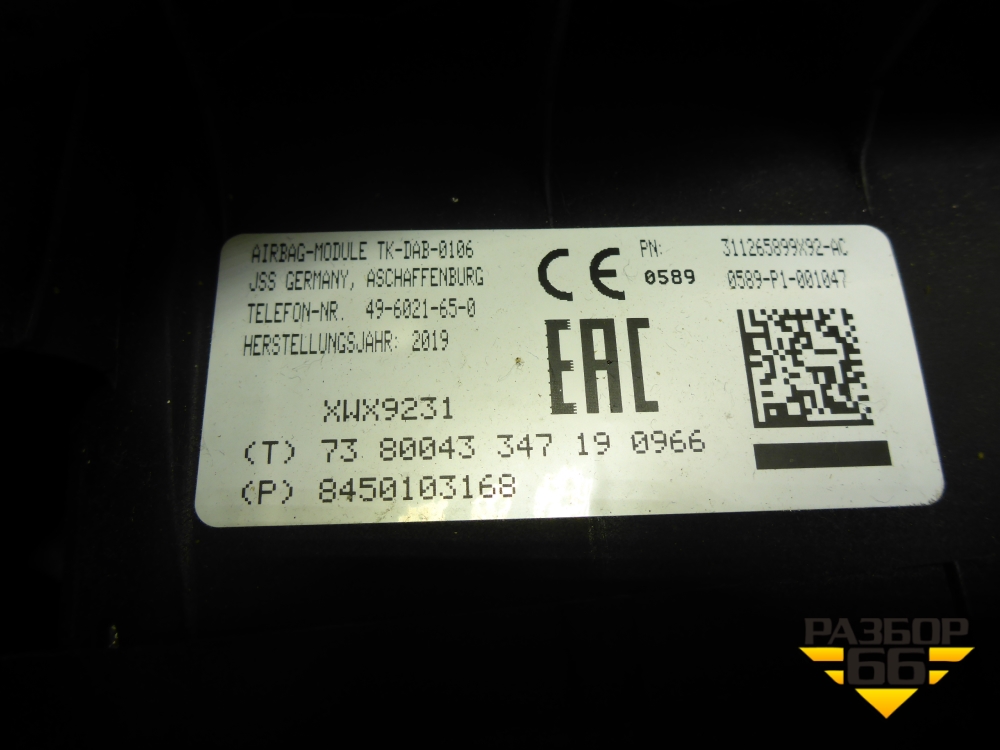 AIRBAG-MODULE TK-DAB-0106
JSS GERMANY, ASCHAFFENBURG
TELEFON-NR. 49-6021-65-0
HERSTELLUNGSJAHR: 2019
CE 0589
PN: 311265899X92-AC
0589-P1-001047
EAC
XWX9231
(T) 73 80043 347 19 0966
(P) 8450103168
РАЗБОР
66